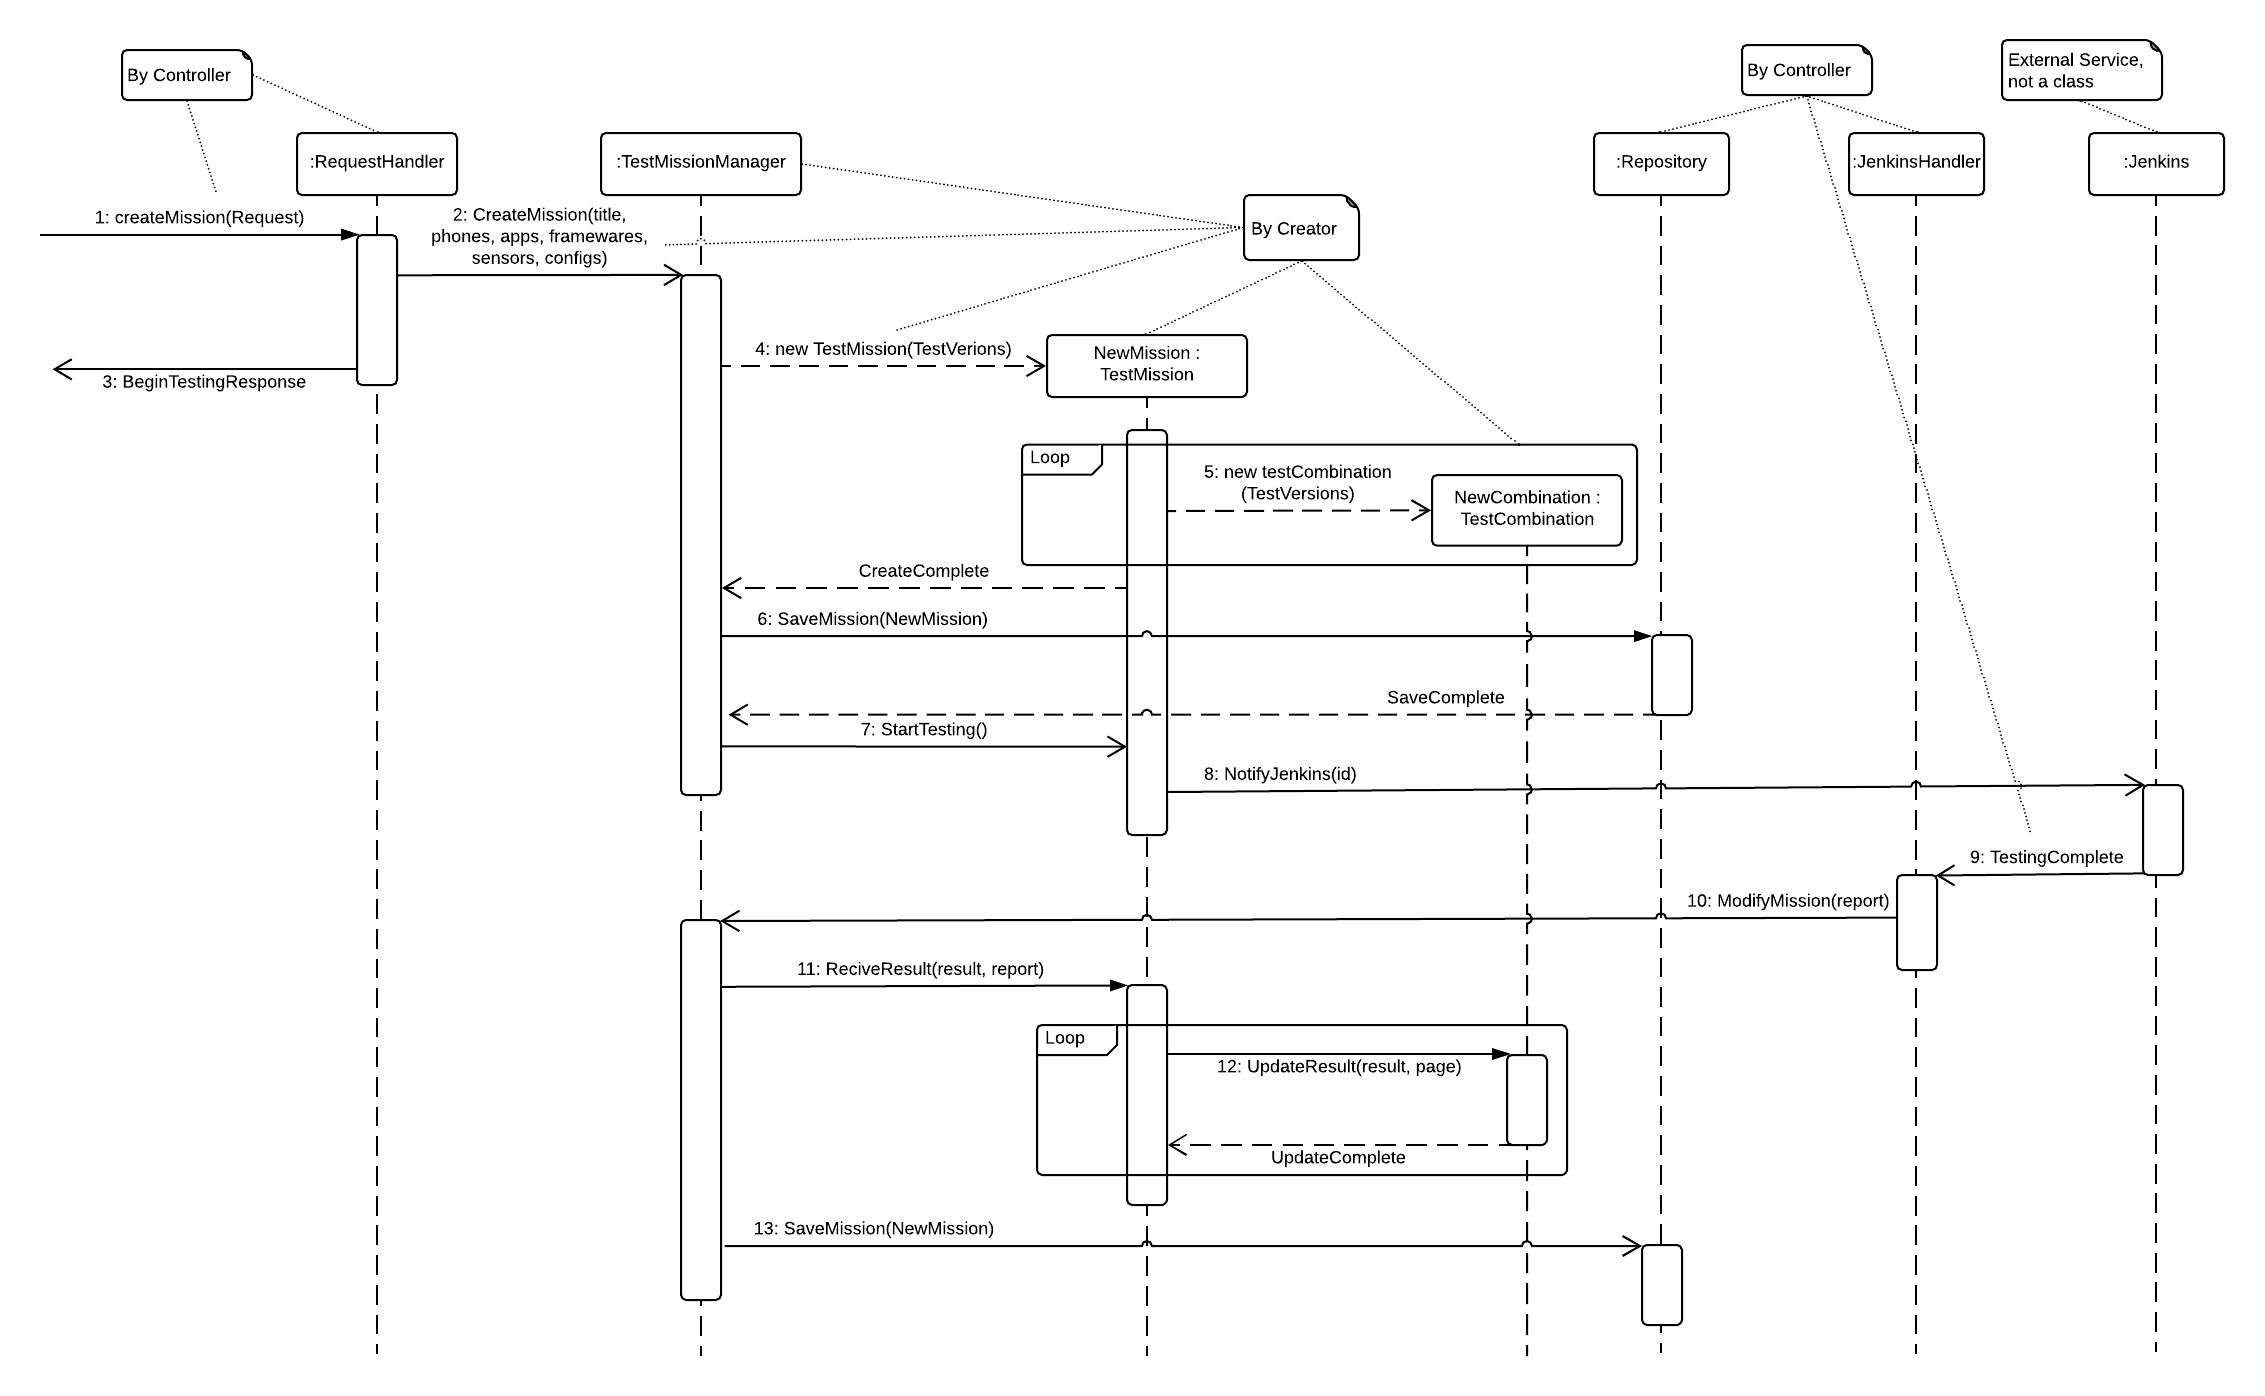 By Controller
By Controller
External Service,
not a class
:RequestHandler
:TestMissionManager
:Repository
:JenkinsHandler
:Jenkins
1: createMission(Request)
2: CreateMission(title,
phones, apps, framewares,
sensors, configs)
By Creator
3: BeginTestingResponse
4: new TestMission(TestVerions)
NewMission :
TestMission
Loop
5: new testCombination
(TestVersions)
NewCombination :
TestCombination
CreateComplete
6: SaveMission(NewMission)
SaveComplete
7: StartTesting()
8: NotifyJenkins(id)
9: TestingComplete
10: ModifyMission(report)
11: ReciveResult(result, report)
Loop
12: UpdateResult(result, page)
UpdateComplete
13: SaveMission(NewMission)